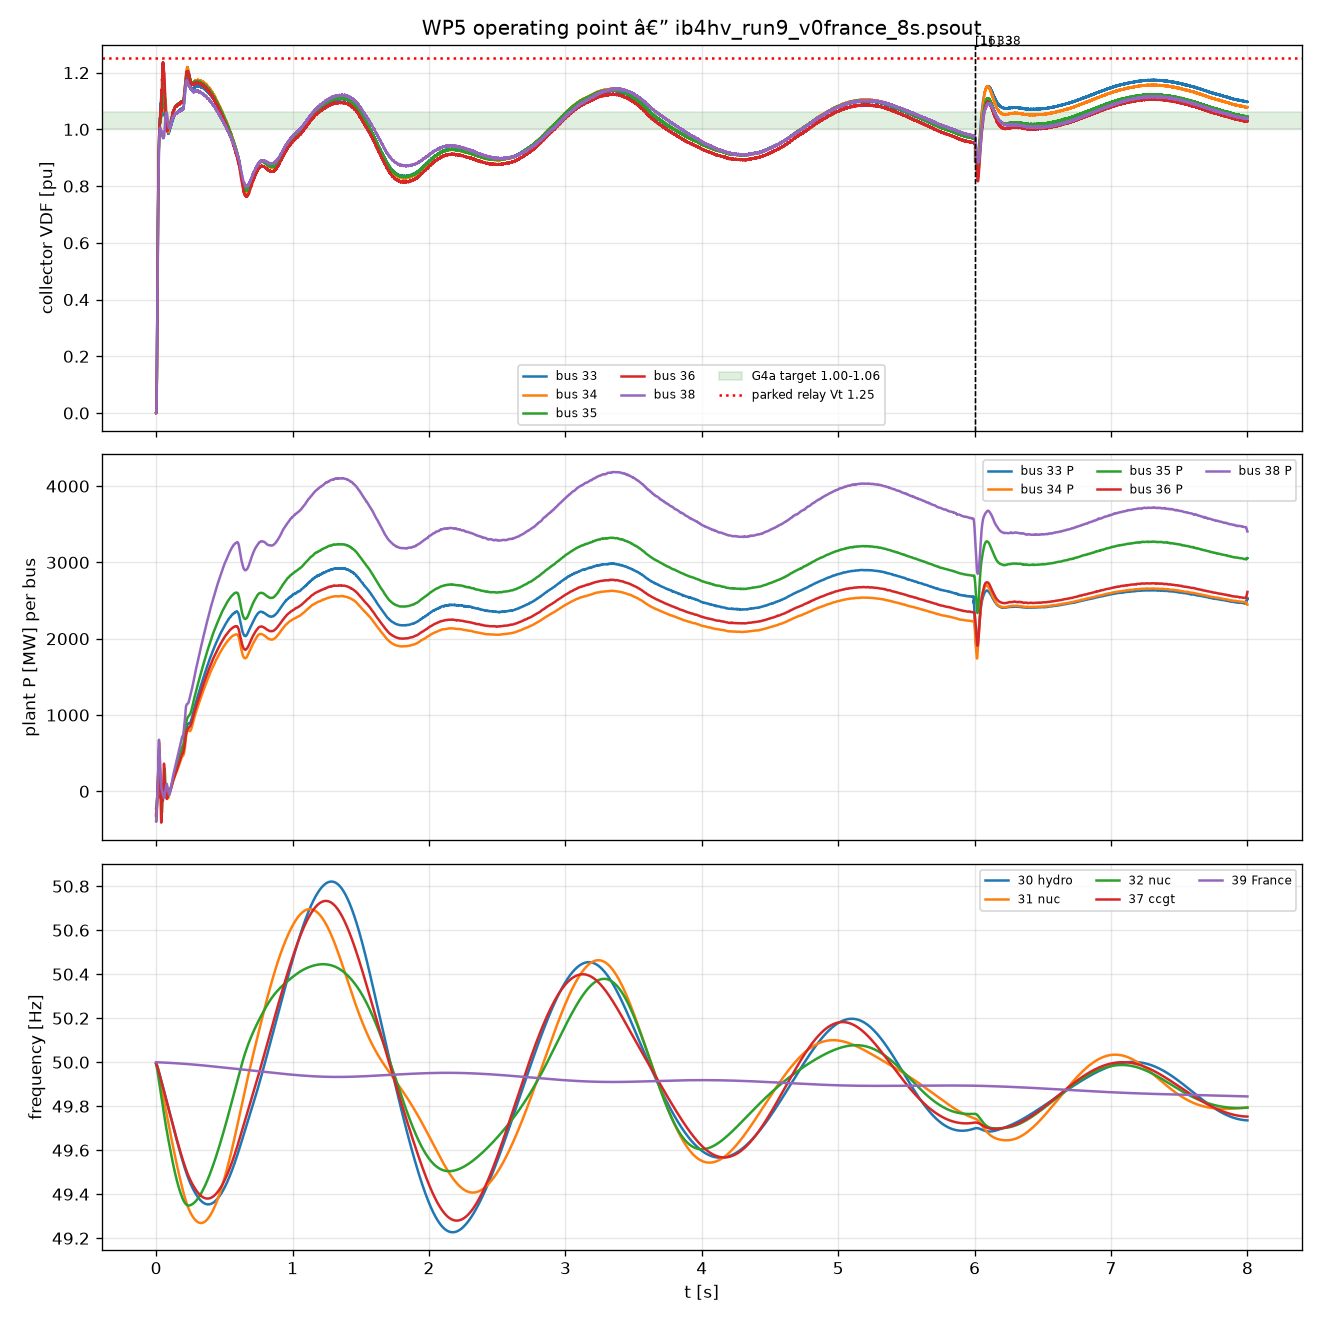 WP5 operating point â€” ib4hv_run9_v0france_8s.psout
1.2
1.0
0.8
0.6
0.4
0.2
0.0
collector VDF [pu]
bus 33
bus 34
bus 35
bus 36
bus 38
G4a target 1.00-1.06
parked relay Vt 1.25
4000
3000
2000
1000
0
plant P [MW] per bus
bus 33 P
bus 34 P
bus 35 P
bus 36 P
bus 38 P
50.8
50.6
50.4
50.2
50.0
49.8
49.6
49.4
49.2
frequency [Hz]
30 hydro
31 nuc
32 nuc
37 ccgt
39 France
0 1 2 3 4 5 6 7 8
t [s]